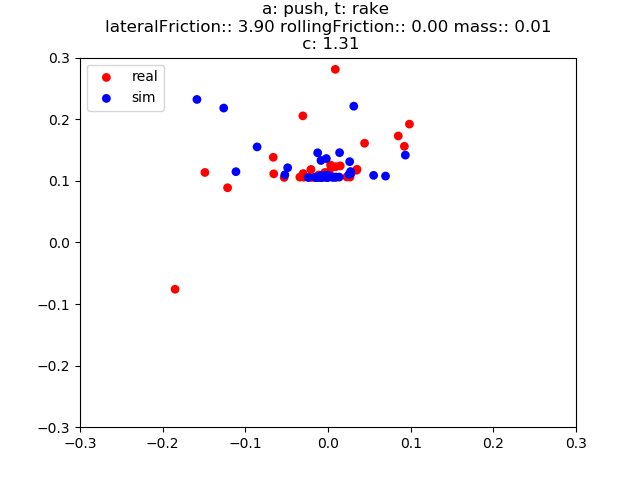 a: push, t: rake
lateralFriction:: 3.90 rollingFriction:: 0.00 mass:: 0.01
c: 1.31
real
sim
0.3
0.2
0.1
0.0
−0.1
−0.2
−0.3
−0.3
−0.2
−0.1
0.0
0.1
0.2
0.3